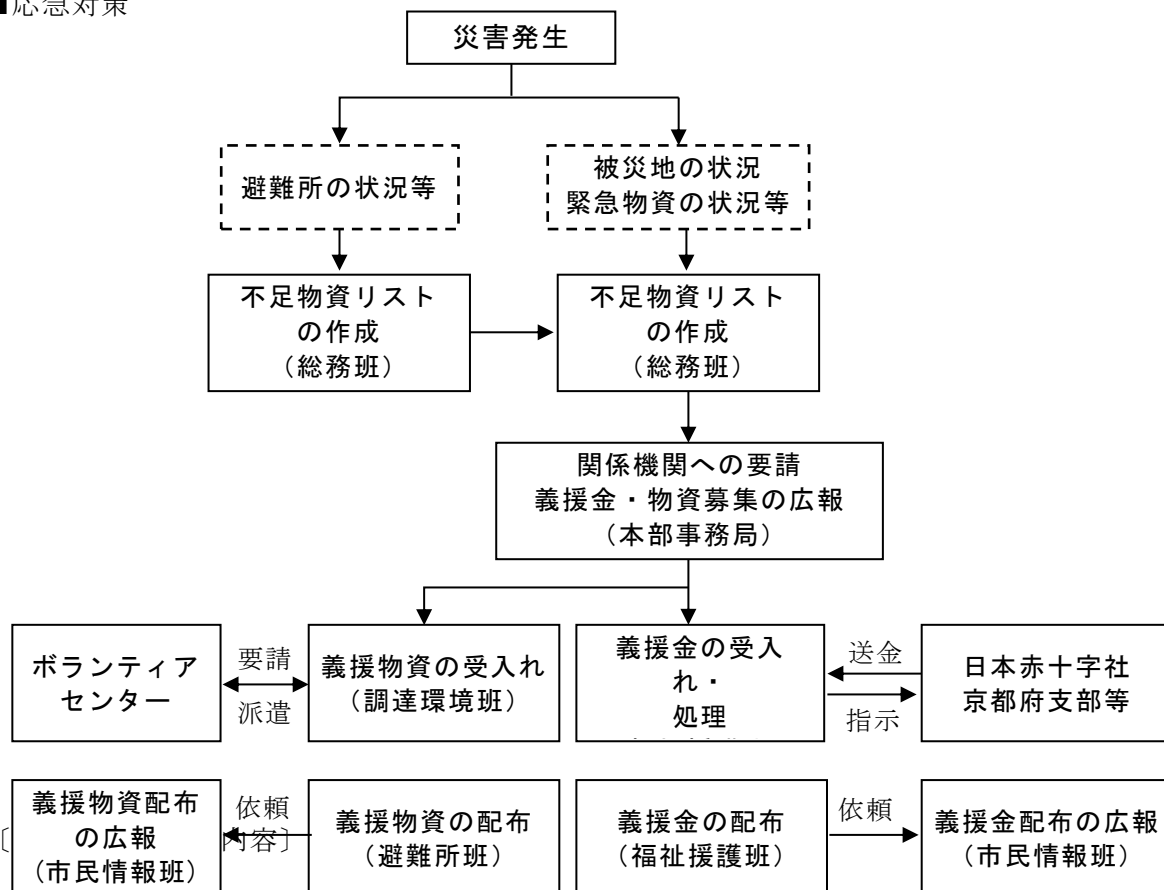 ■応急対策
災害発生
避難所の状況等
被災地の状況
緊急物資の状況等
不足物資リスト
の作成
（総務班）
不足物資リスト
の作成
（総務班）
関係機関への要請
義援金・物資募集の広報
（本部事務局）
ボランティア
センター
要請
派遣
義援物資の受入れ
（調達環境班）
義援金の受入
れ・
処理
送金
指示
日本赤十字社
京都府支部等
義援物資配布
の広報
（市民情報班）
依頼
義援物資の配布
（避難所班）
義援金の配布
（福祉援護班）
依頼
義援金配布の広報
（市民情報班）
〔
内容〕